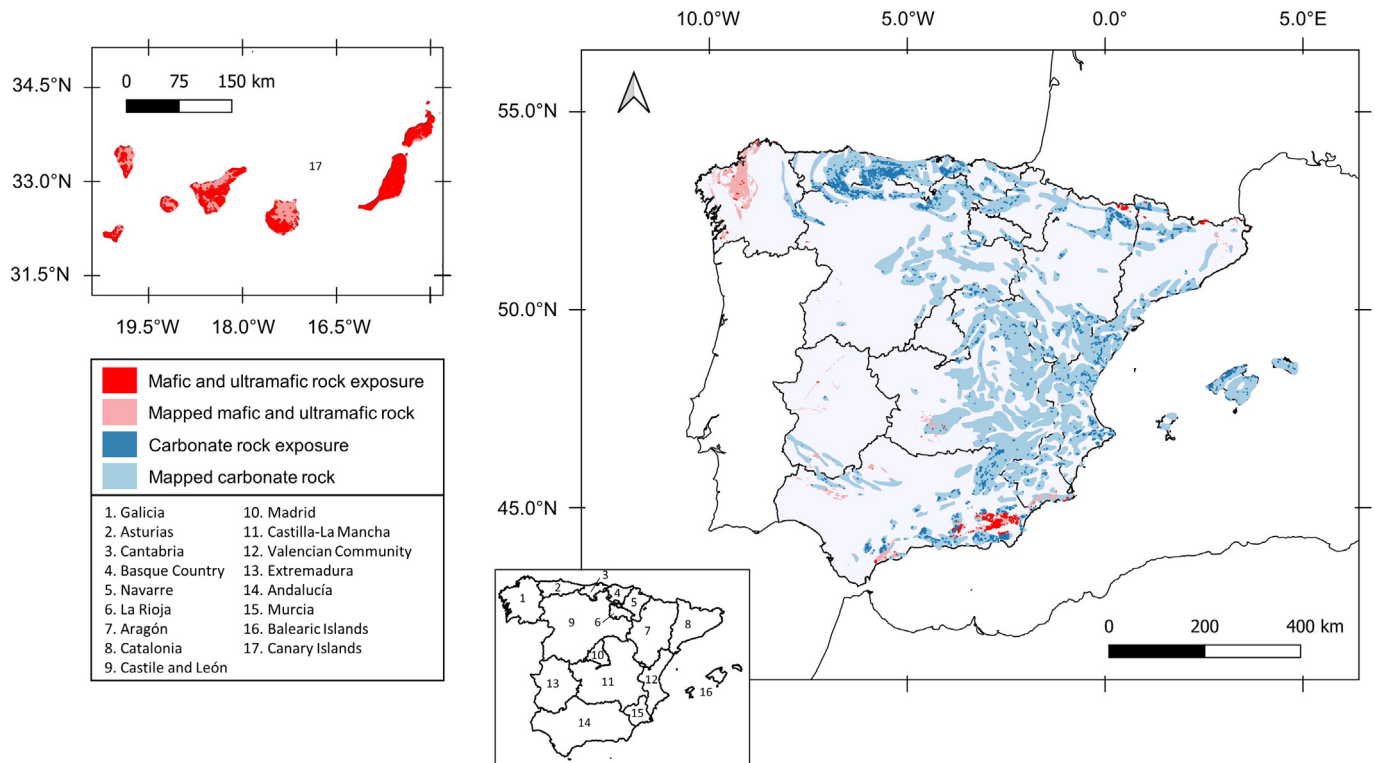 10.0°W 5.0°W 0.0° 5.0°E
34.5°N
33.0°N
31.5°N
0 75 150 km
17
19.5°W 18.0°W 16.5°W
55.0°N
50.0°N
45.0°N
Mafic and ultramafic rock exposure
Mapped mafic and ultramafic rock
Carbonate rock exposure
Mapped carbonate rock
1. Galicia
2. Asturias
3. Cantabria
4. Basque Country
5. Navarre
6. La Rioja
7. Aragón
8. Catalonia
9. Castile and León
10. Madrid
11. Castilla-La Mancha
12. Valencian Community
13. Extremadura
14. Andalucía
15. Murcia
16. Balearic Islands
17. Canary Islands
3
1 2 4
5
9 6 7 8
10
13 11 12
16
15
14
0 200 400 km